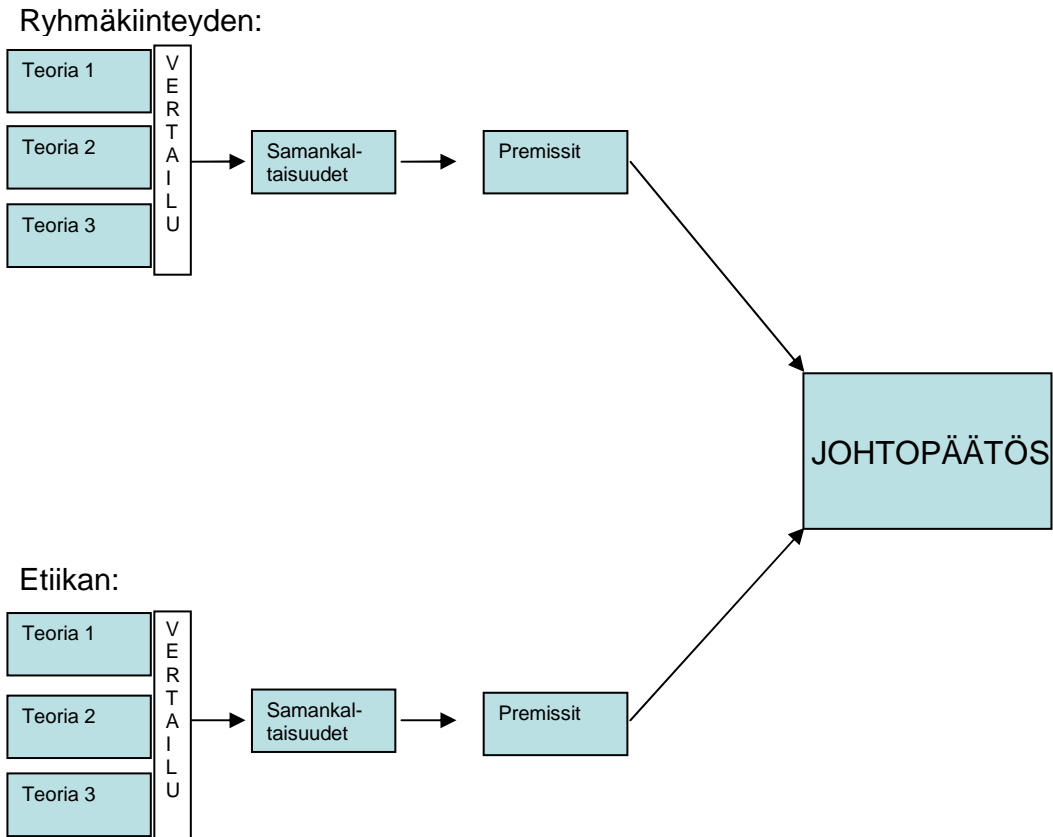 Ryhmäkiinteyden:
Teoria 1
Teoria 2
Teoria 3
VERTAILU
Samankal-
taisuudet
Premissit
JOHTOPÄÄTÖS
Etiikan:
Teoria 1
Teoria 2
Teoria 3
VERTAILU
Samankal-
taisuudet
Premissit